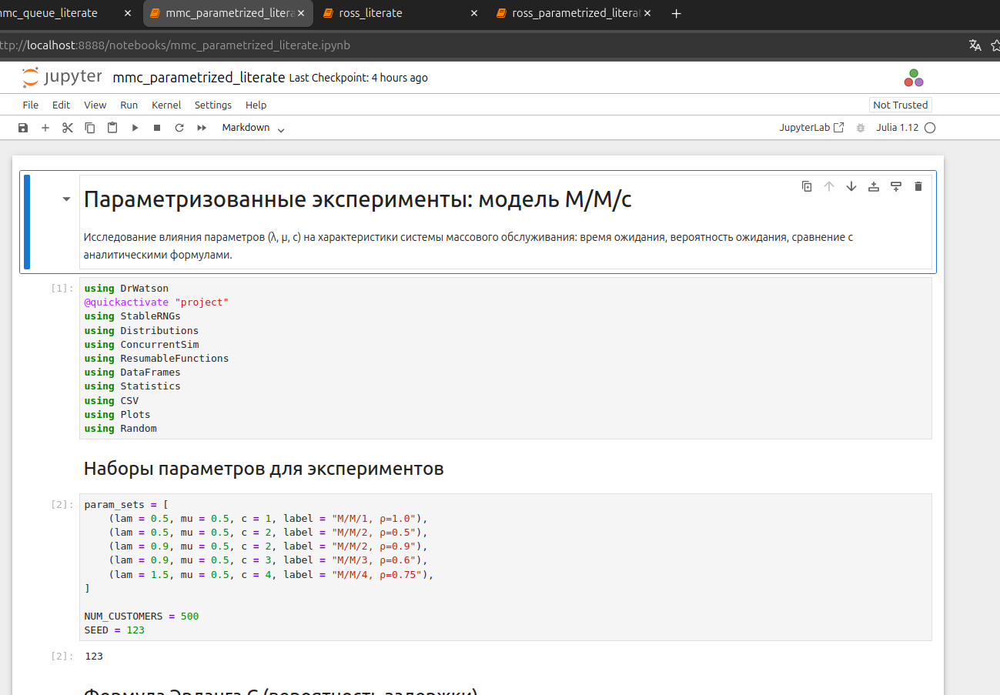 mmc_queue_literate
mmc_parametrized_litera
ross_literate
ross_parametrized_literat
ttp://localhost:8888/notebooks/mmc_parametrized_literate.ipynb
jupyter mmc_parametrized_literate Last Checkpoint: 4 hours ago
File Edit View Run Kernel Settings Help Not Trusted
Markdown JupyterLab Julia 1.12
Параметризованные эксперименты: модель M/M/c
Исследование влияния параметров (λ, μ, c) на характеристики системы массового обслуживания: время ожидания, вероятность ожидания, сравнение с
аналитическими формулами.
[1]: using DrWatson
@quickactivate "project"
using StableRNGs
using Distributions
using ConcurrentSim
using ResumableFunctions
using DataFrames
using Statistics
using CSV
using Plots
using Random
Наборы параметров для экспериментов
[2]: param_sets = [
(lam = 0.5, mu = 0.5, c = 1, label = "M/M/1, ρ=1.0"),
(lam = 0.5, mu = 0.5, c = 2, label = "M/M/2, ρ=0.5"),
(lam = 0.9, mu = 0.5, c = 2, label = "M/M/2, ρ=0.9"),
(lam = 0.9, mu = 0.5, c = 3, label = "M/M/3, ρ=0.6"),
(lam = 1.5, mu = 0.5, c = 4, label = "M/M/4, ρ=0.75"),
]
NUM_CUSTOMERS = 500
SEED = 123
[2]: 123
Формула Эрланга C (вероятность задержки)